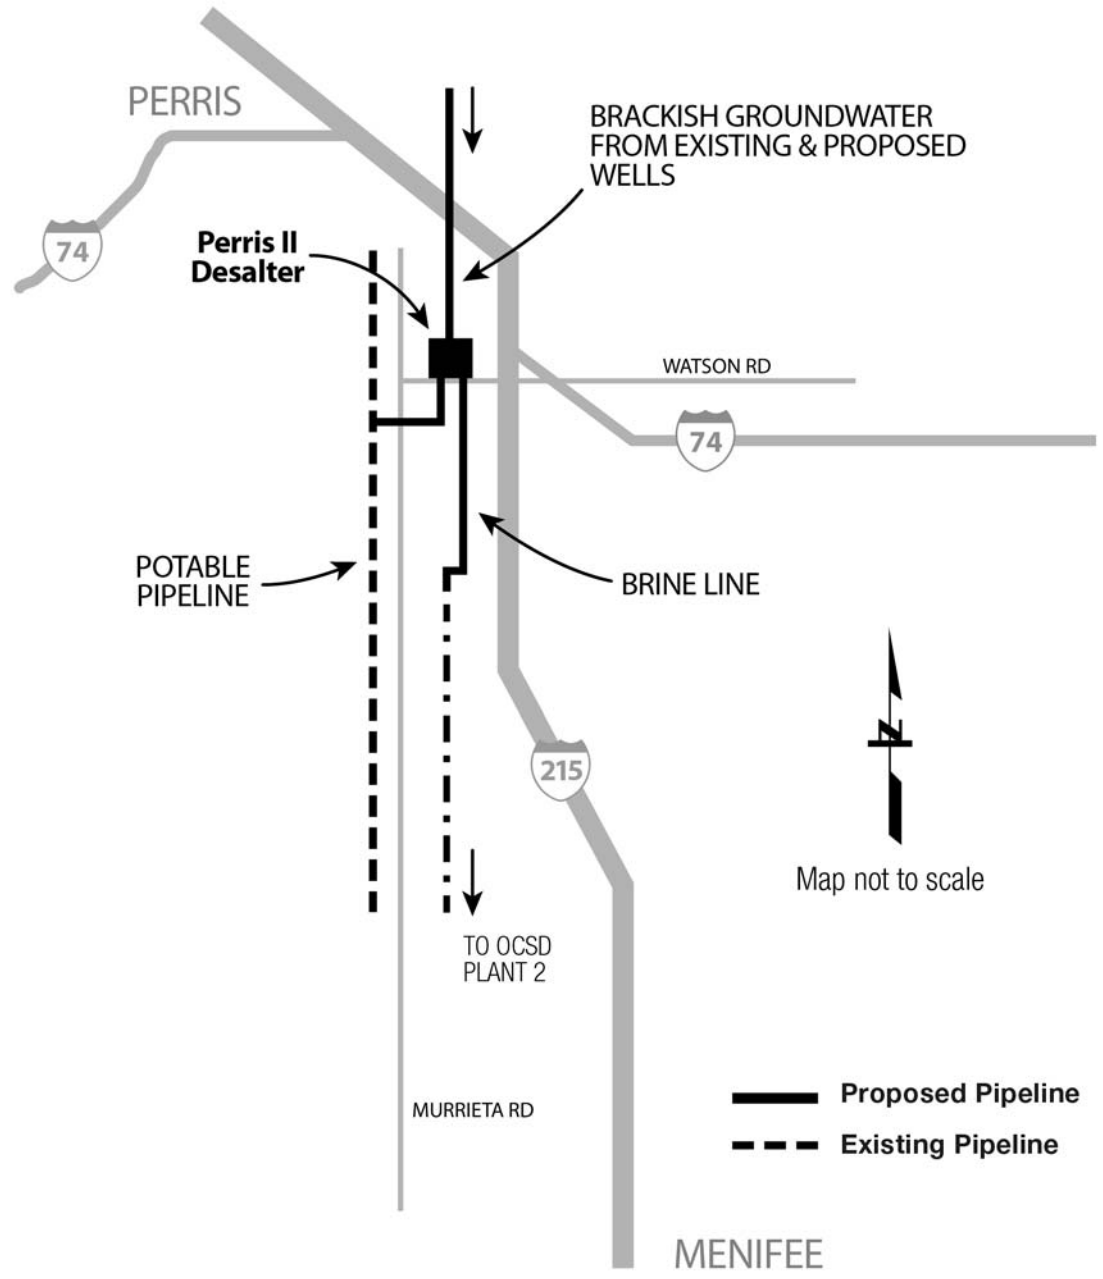 PERRIS
BRACKISH GROUNDWATER
FROM EXISTING & PROPOSED
WELLS
74
Perris II
Desalter
WATSON RD
74
POTABLE
PIPELINE
BRINE LINE
N
215
Map not to scale
TO OCSD
PLANT 2
Proposed Pipeline
MURRIETA RD
Existing Pipeline
MENIFEE